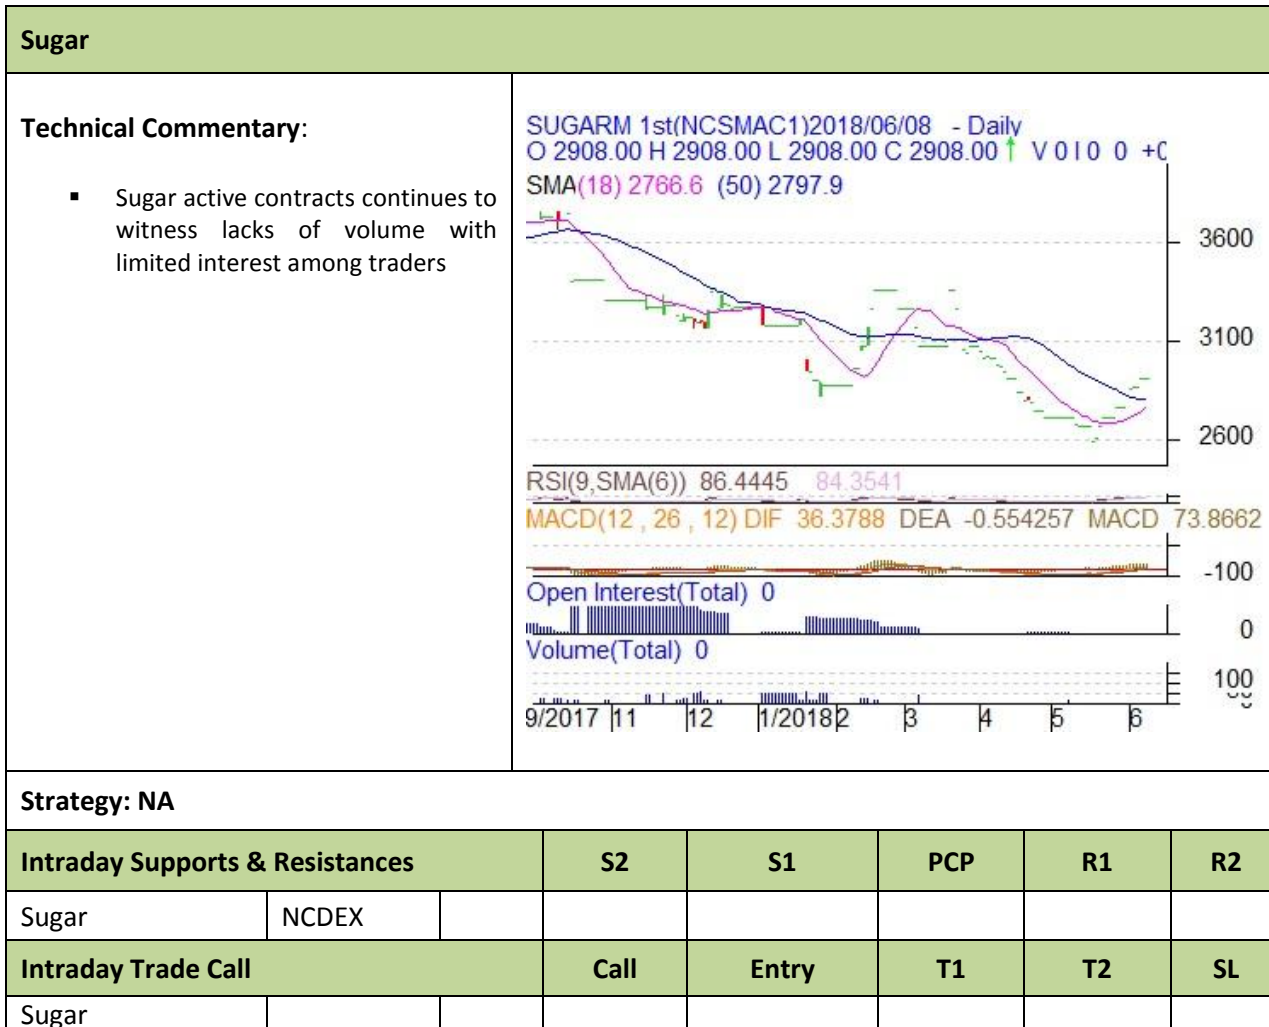 Sugar
Technical Commentary:
▪ Sugar active contracts continues to
witness lacks of volume with
limited interest among traders
SUGARM 1st(NCSMAC1)2018/06/08 - Daily
O 2908.00 H 2908.00 L 2908.00 C 2908.00 ↑ V 0 I 0 0 +0
SMA(18) 2766.6 (50) 2797.9
3600
3100
2600
RSI(9,SMA(6)) 86.4445 84.3541
MACD(12 , 26 , 12) DIF 36.3788 DEA -0.554257 MACD 73.8662
-100
Open Interest(Total) 0
0
Volume(Total) 0
100
9/2017 11 12 1/2018 2 3 4 5 6
Strategy: NA
Intraday Supports & Resistances S2 S1 PCP R1 R2
Sugar NCDEX
Intraday Trade Call Call Entry T1 T2 SL
Sugar